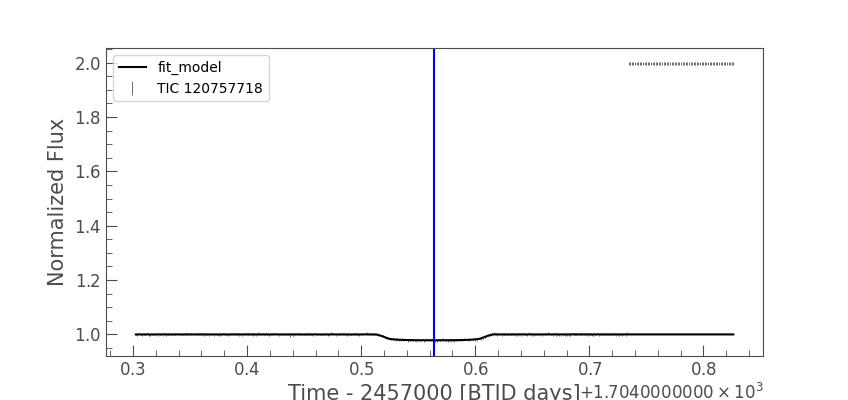 fit_model
TIC 120757718
2.0
1.8
1.6
1.4
1.2
1.0
Normalized Flux
0.3 0.4 0.5 0.6 0.7 0.8
Time - 2457000 [BTJD days]
+1.7040000000 × 10³